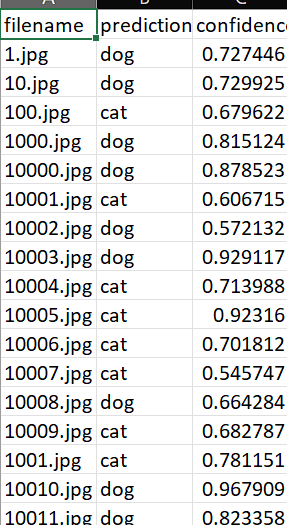 filename prediction confidence
1.jpg dog 0.727446
10.jpg dog 0.729925
100.jpg cat 0.679622
1000.jpg dog 0.815124
10000.jpg dog 0.878523
10001.jpg cat 0.606715
10002.jpg dog 0.572132
10003.jpg dog 0.929117
10004.jpg cat 0.713988
10005.jpg cat 0.92316
10006.jpg cat 0.701812
10007.jpg cat 0.545747
10008.jpg dog 0.664284
10009.jpg cat 0.682787
1001.jpg cat 0.781151
10010.jpg dog 0.967909
10011.jpg dog 0.823358